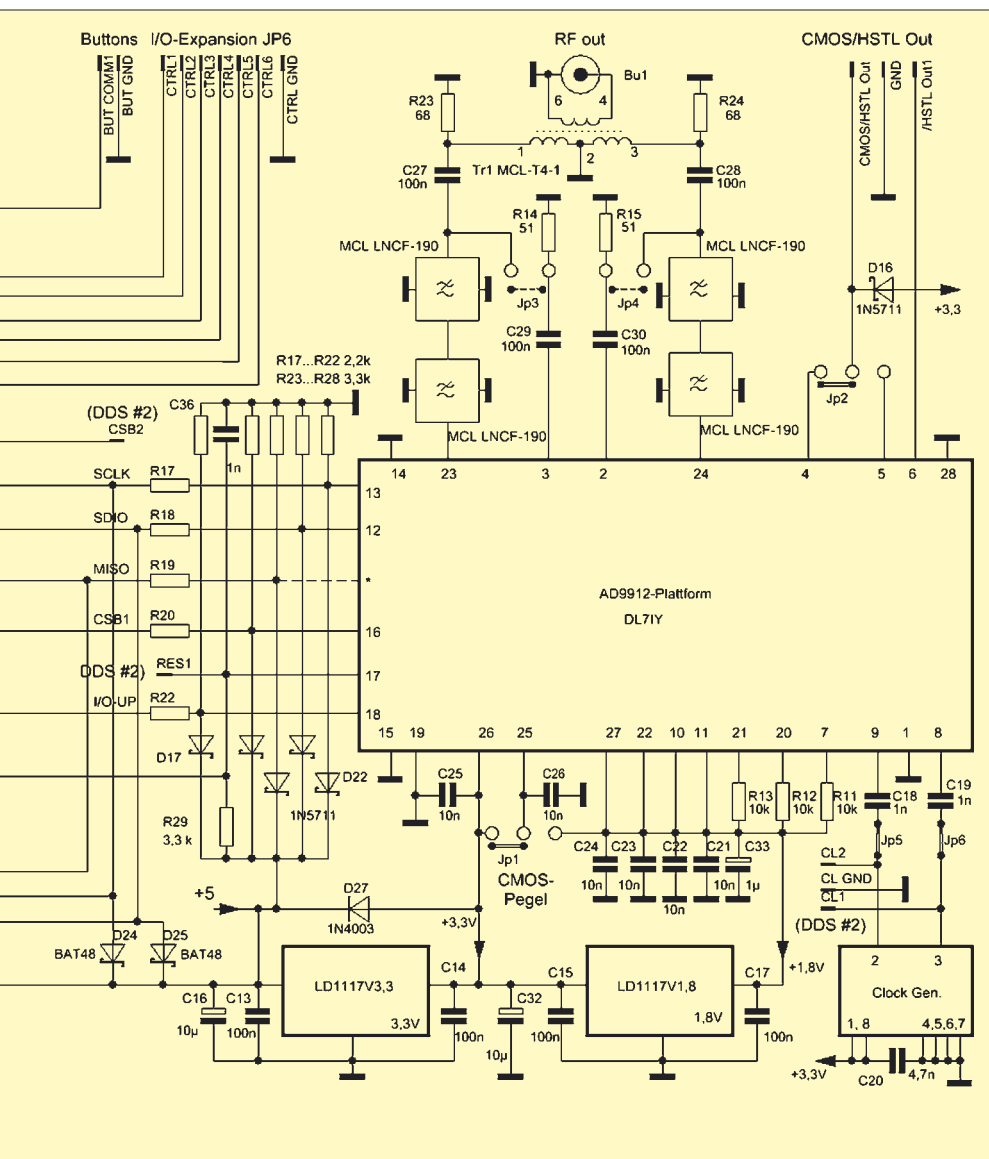 Buttons I/O-Expansion JP6 RF out CMOS/HSTL Out
BUT COMM1
BUT GND
CTRL1
CTRL2
CTRL3
CTRL4
CTRL5
CTRL6
CTRL GND
Bu1
CMOS/HSTL Out
GND
/HSTL Out1
R23
68
6 4
R24
68
1 2 3
Tr1 MCL-T4-1
C27
100n
C28
100n
R14
51
R15
51
MCL LNCF-190
MCL LNCF-190
Jp3
Jp4
D16
1N5711
+3,3
C29
100n
C30
100n
Jp2
R17...R22 2,2k
R23...R28 3,3k
MCL LNCF-190
MCL LNCF-190
(DDS #2)
CSB2
C36
1n
14 23 3 2 24 4 5 6 28
SCLK R17 13
SDIO R18 12
MISO R19 *
CSB1 R20 16
DDS #2) RES1 17
I/O-UP R22 18
AD9912-Plattform
DL7IY
15 19 26 25 27 22 10 11 21 20 7 9 1 8
D17
D22
1N5711
R29
3,3 k
C25
10n
C26
10n
R13
10k
R12
10k
R11
10k
C18
1n
C19
1n
Jp5
Jp6
Jp1
CMOS-
Pegel
C24
10n
C23
10n
C22
10n
C21
10n
C33
1µ
CL2
CL GND
CL1
(DDS #2)
+5
D27
1N4003
+3,3V
+1,8V
D24
BAT48
D25
BAT48
C16
10µ
C13
100n
LD1117V3,3
3,3V
C14
100n
C32
10µ
C15
100n
LD1117V1,8
1,8V
C17
100n
2 3
Clock Gen.
1, 8 4,5,6,7
+3,3V
C20
4,7n